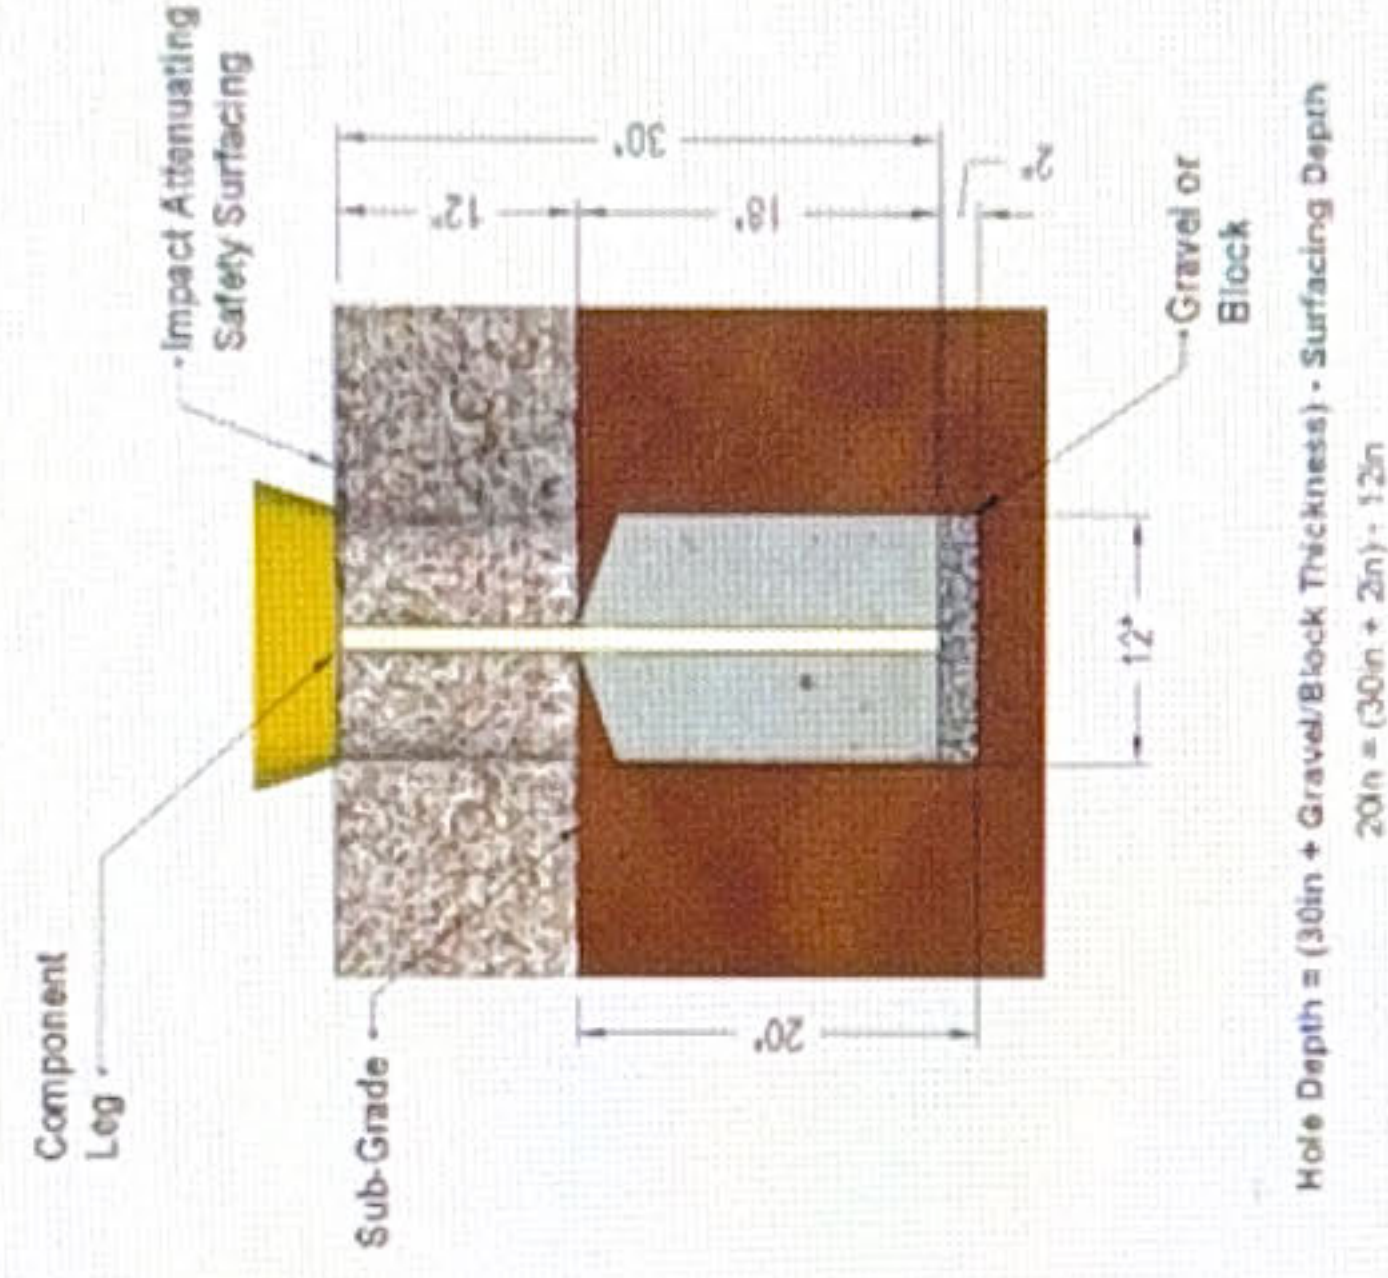 Component
Leg
Impact Attenuating
Safety Surfacing
Sub-Grade
12"
30"
18"
2"
20"
12"
Gravel or
Block
Hole Depth = (30in + Gravel/Block Thickness) - Surfacing Depth
20in = (30in + 2in) - 12in